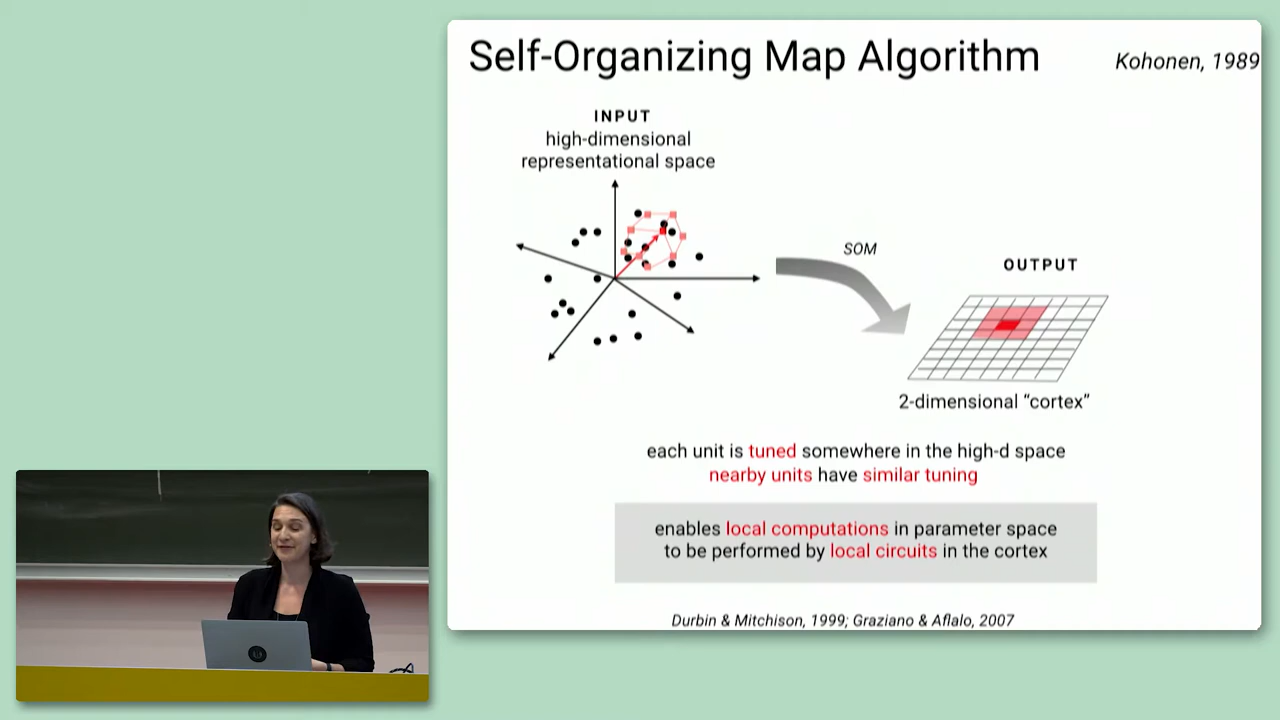 Self-Organizing Map Algorithm
Kohonen, 1989
INPUT
high-dimensional
representational space
SOM
OUTPUT
2-dimensional “cortex”
each unit is tuned somewhere in the high-d space
nearby units have similar tuning
enables local computations in parameter space
to be performed by local circuits in the cortex
Durbin & Mitchison, 1999; Graziano & Aflalo, 2007